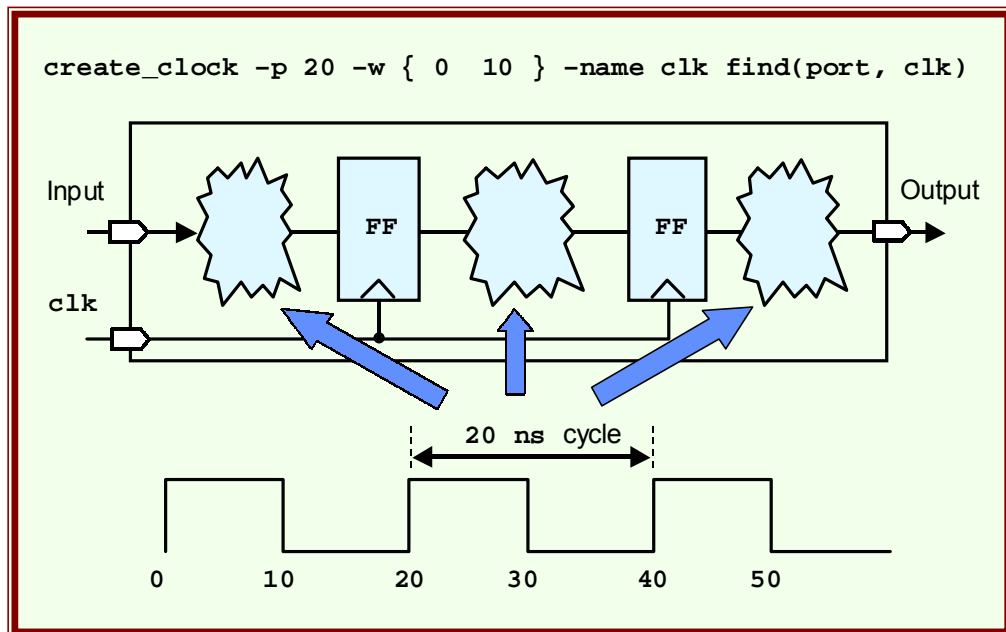 create_clock –p 20 –w { 0 10 } –name clk find(port, clk)
Input
Output
FF
FF
clk
20 ns cycle
0 10 20 30 40 50